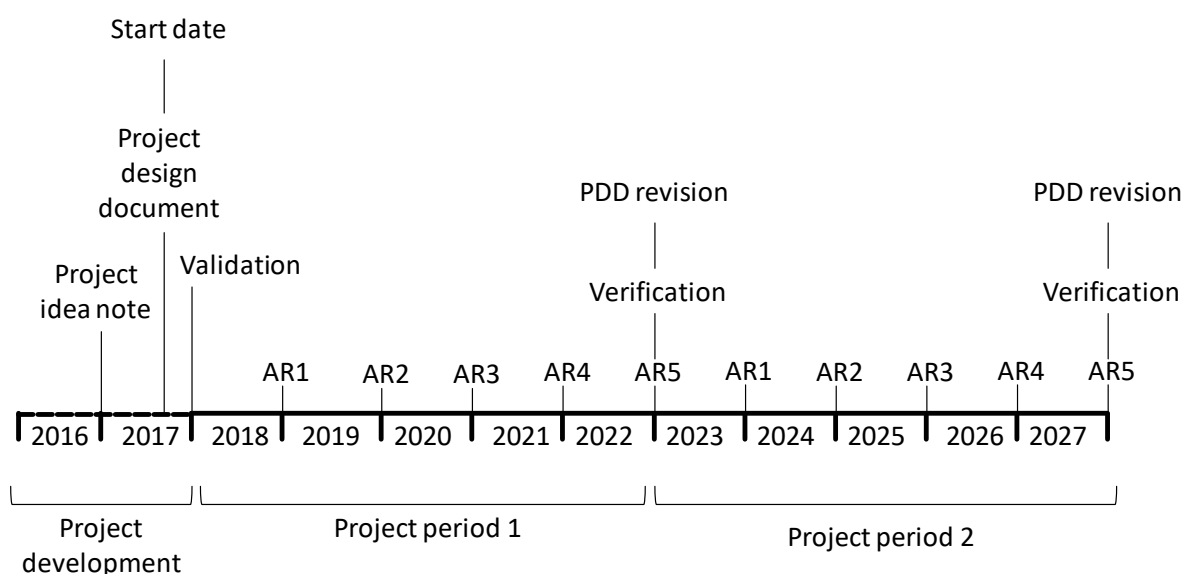 Start date
Project
design
document
PDD revision
PDD revision
Project
idea note
Validation
Verification
Verification
AR1 AR2 AR3 AR4 AR5 AR1 AR2 AR3 AR4 AR5
2016 2017 2018 2019 2020 2021 2022 2023 2024 2025 2026 2027
Project
development
Project period 1
Project period 2